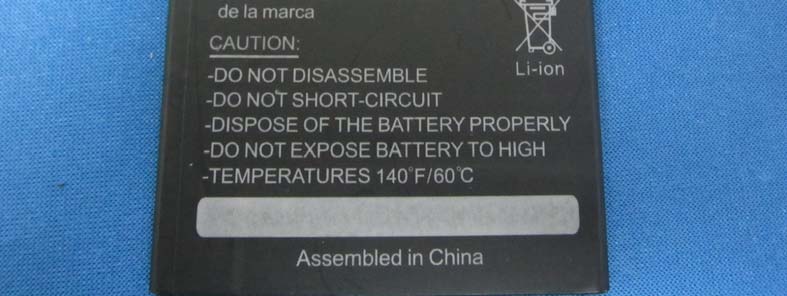 de la marca
CAUTION:
Li-ion
-DO NOT DISASSEMBLE
-DO NOT SHORT-CIRCUIT
-DISPOSE OF THE BATTERY PROPERLY
-DO NOT EXPOSE BATTERY TO HIGH
-TEMPERATURES 140°F/60°C
Assembled in China